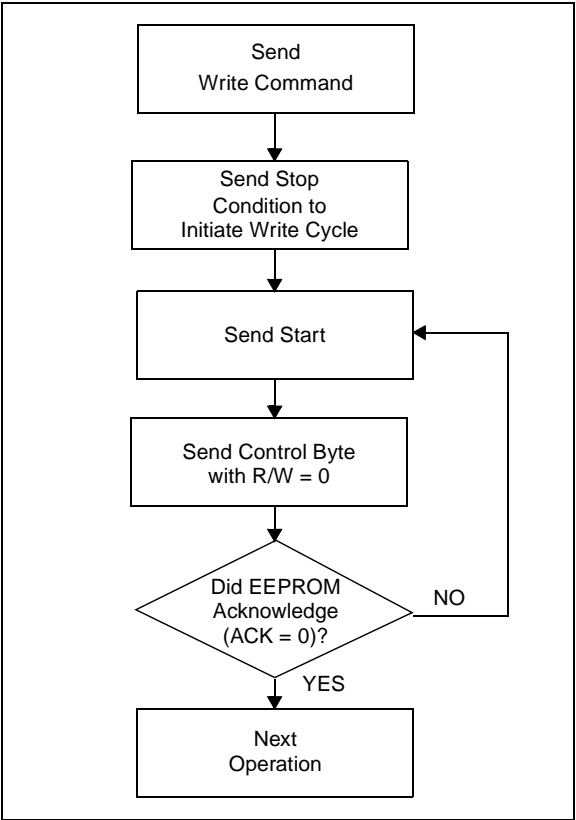 Send
Write Command
Send Stop
Condition to
Initiate Write Cycle
Send Start
Send Control Byte
with R/W = 0
Did EEPROM
Acknowledge
(ACK = 0)?
NO
YES
Next
Operation